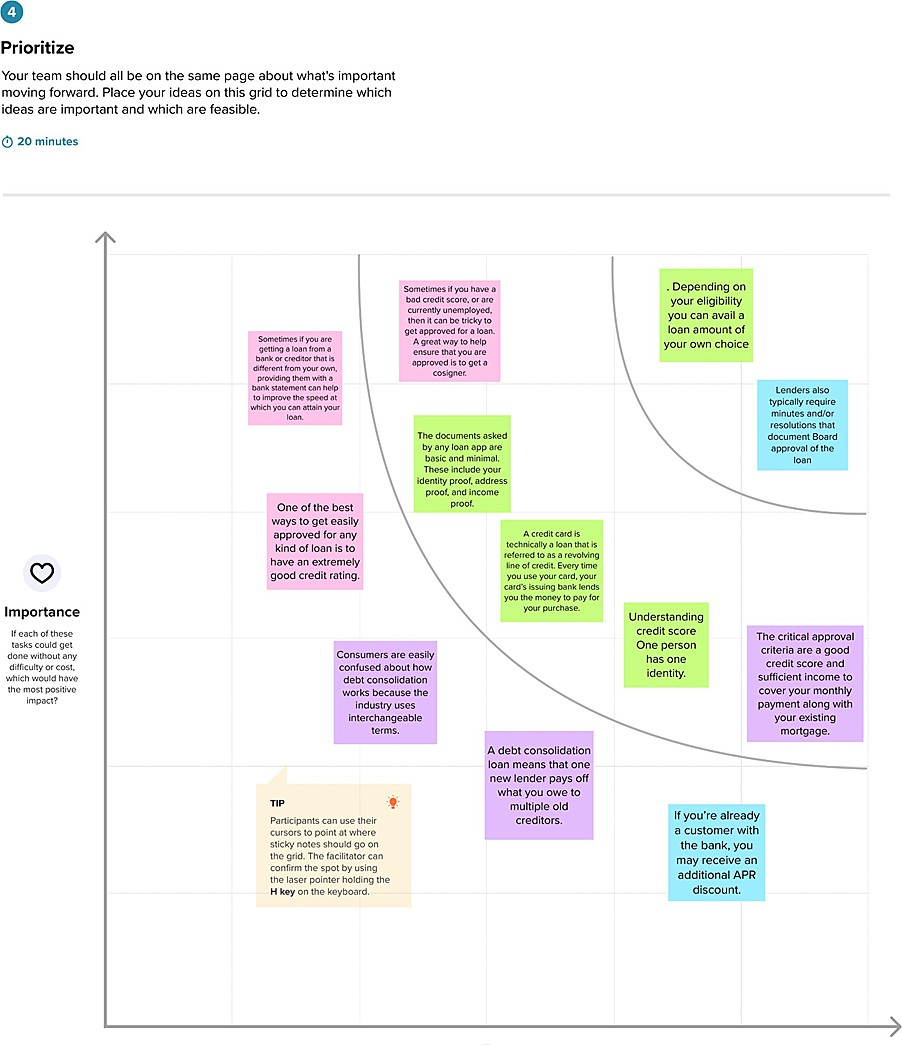 4
Prioritize
Your team should all be on the same page about what's important
moving forward. Place your ideas on this grid to determine which
ideas are important and which are feasible.
20 minutes
. Depending on
your eligibility
you can avail a
loan amount of
your own choice
Sometimes if you have a
bad credit score, or are
currently unemployed,
then it can be tricky to
get approved for a loan.
A great way to help
ensure that you are
approved is to get a
cosigner.
Sometimes if you are
getting a loan from a
bank or creditor that is
different from your own,
providing them with a
bank statement can help
to improve the speed at
which you can attain your
loan.
Lenders also
typically require
minutes and/or
resolutions that
document Board
approval of the
loan
The documents asked
by any loan app are
basic and minimal.
These include your
identity proof, address
proof, and income
proof.
One of the best
ways to get easily
approved for any
kind of loan is to
have an extremely
good credit rating.
A credit card is
technically a loan that is
referred to as a revolving
line of credit. Every time
you use your card, your
card's issuing bank lends
you the money to pay for
your purchase.
Importance
If each of these
tasks could get
done without any
difficulty or cost,
which would have
the most positive
impact?
Understanding
credit score
One person
has one
identity.
The critical approval
criteria are a good
credit score and
sufficient income to
cover your monthly
payment along with
your existing
mortgage.
Consumers are easily
confused about how
debt consolidation
works because the
industry uses
interchangeable
terms.
A debt consolidation
loan means that one
new lender pays off
what you owe to
multiple old
creditors.
TIP
Participants can use their
cursors to point at where
sticky notes should go on
the grid. The facilitator can
confirm the spot by using
the laser pointer holding the
H key on the keyboard.
If you're already
a customer with
the bank, you
may receive an
additional APR
discount.